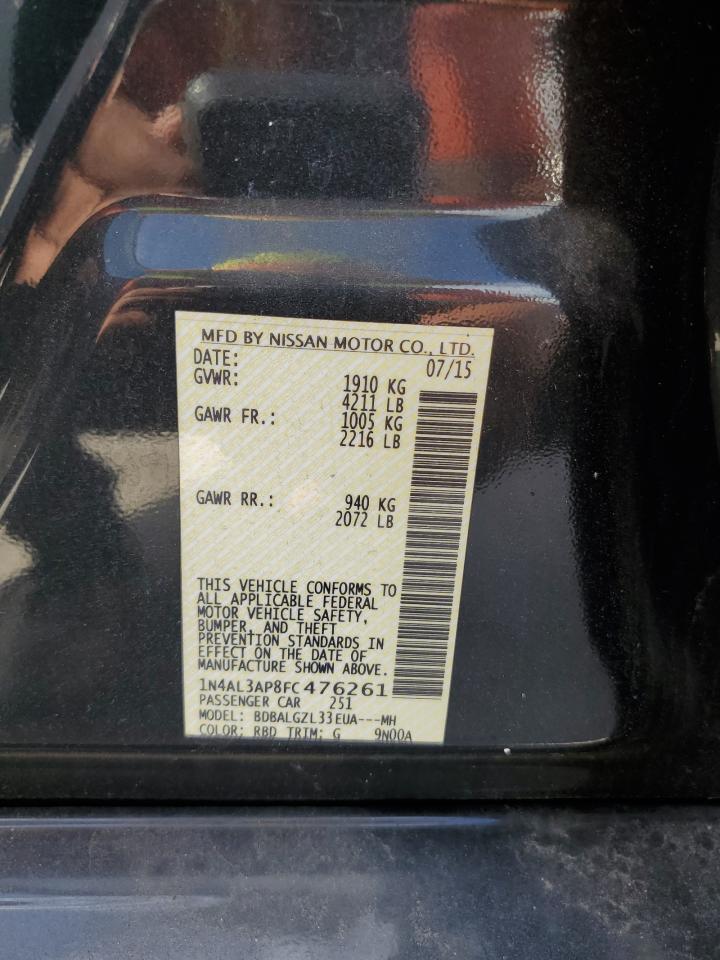 MFD BY NISSAN MOTOR CO., LTD.
DATE: 07/15
GVWR: 1910 KG
4211 LB
GAWR FR.: 1005 KG
2216 LB
GAWR RR.: 940 KG
2072 LB
THIS VEHICLE CONFORMS TO
ALL APPLICABLE FEDERAL
MOTOR VEHICLE SAFETY,
BUMPER, AND THEFT
PREVENTION STANDARDS IN
EFFECT ON THE DATE OF
MANUFACTURE SHOWN ABOVE.
1N4AL3AP8FC476261
PASSENGER CAR 251
MODEL: BDBALGZL33EUA---MH
COLOR: RBD TRIM: G 9N00A